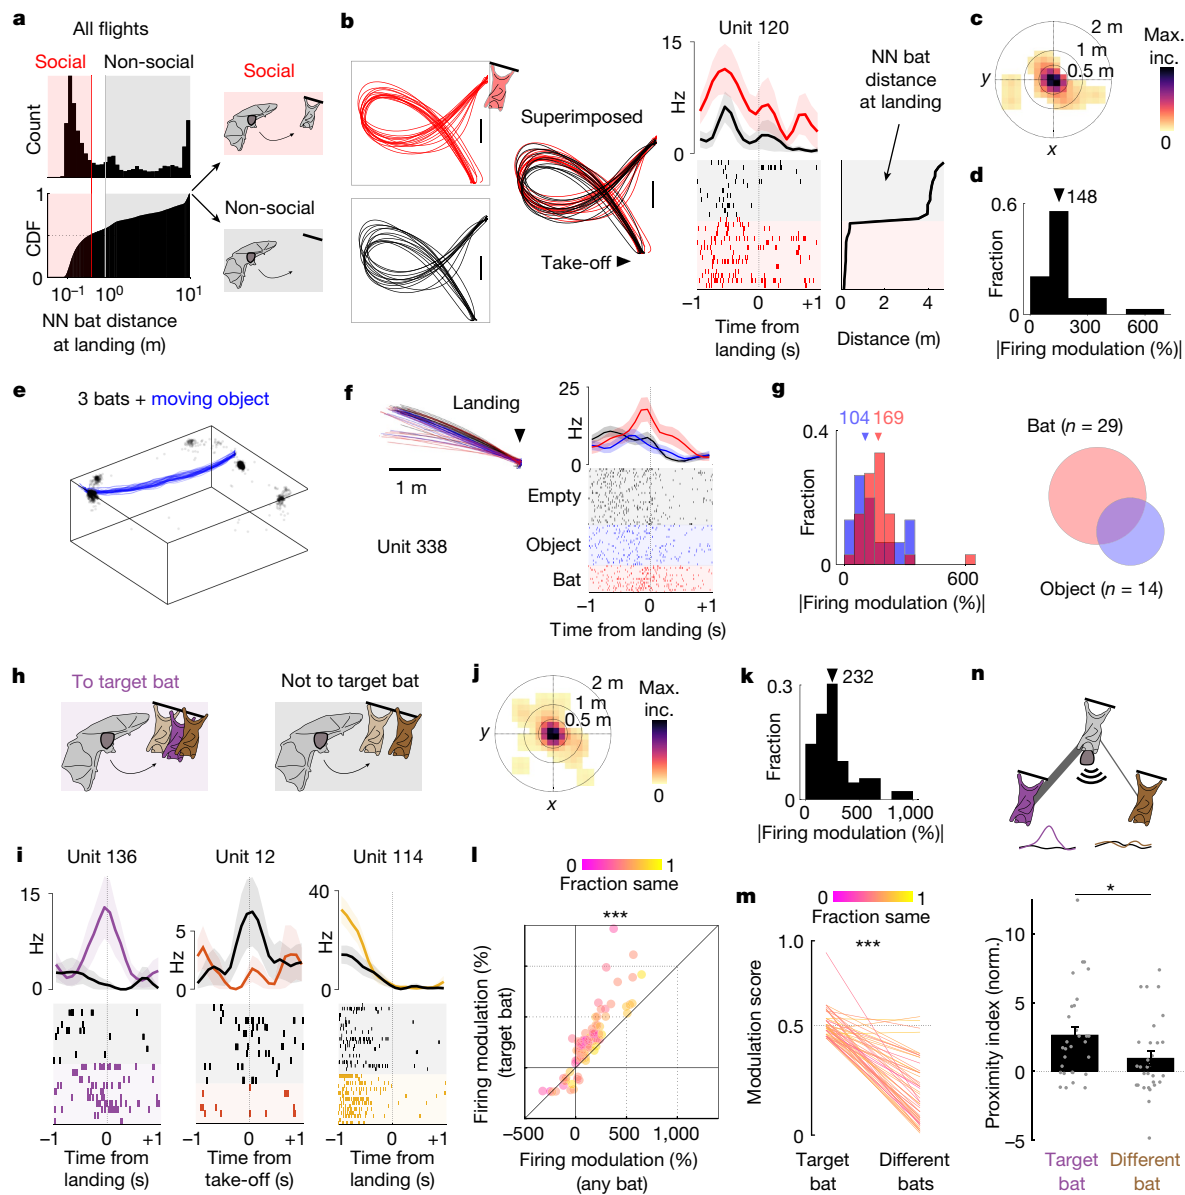 a
All flights
Social
Non-social
Count
1
CDF
0
10⁻¹
10⁰
10¹
NN bat distance
at landing (m)
Social
Non-social
b
Superimposed
Take-off
Unit 120
15
Hz
0
NN bat
distance
at landing
−1
0
+1
Time from
landing (s)
0
2
4
Distance (m)
c
2 m
1 m
0.5 m
y
x
Max.
inc.
0
d
148
0.6
Fraction
0
0
300
600
|Firing modulation (%)|
e
3 bats + moving object
f
Landing
1 m
Unit 338
25
Hz
0
Empty
Object
Bat
−1
0
+1
Time from landing (s)
g
104
169
0.4
Fraction
0
0
600
|Firing modulation (%)|
Bat (n = 29)
Object (n = 14)
h
To target bat
Not to target bat
i
Unit 136
Unit 12
Unit 114
15
Hz
0
5
Hz
0
40
Hz
0
−1
0
+1
Time from
landing (s)
−1
0
+1
Time from
take-off (s)
−1
0
+1
Time from
landing (s)
j
2 m
1 m
0.5 m
y
x
Max.
inc.
0
k
232
0.3
Fraction
0
0
500
1,000
|Firing modulation (%)|
l
0
1
Fraction same
***
Firing modulation (%)
(target bat)
−500
0
500
1,000
Firing modulation (%)
(any bat)
m
0
1
Fraction same
***
1.0
0.5
0
Modulation score
Target
bat
Different
bats
n
*
10
5
0
−5
Proximity index (norm.)
Target
bat
Different
bat